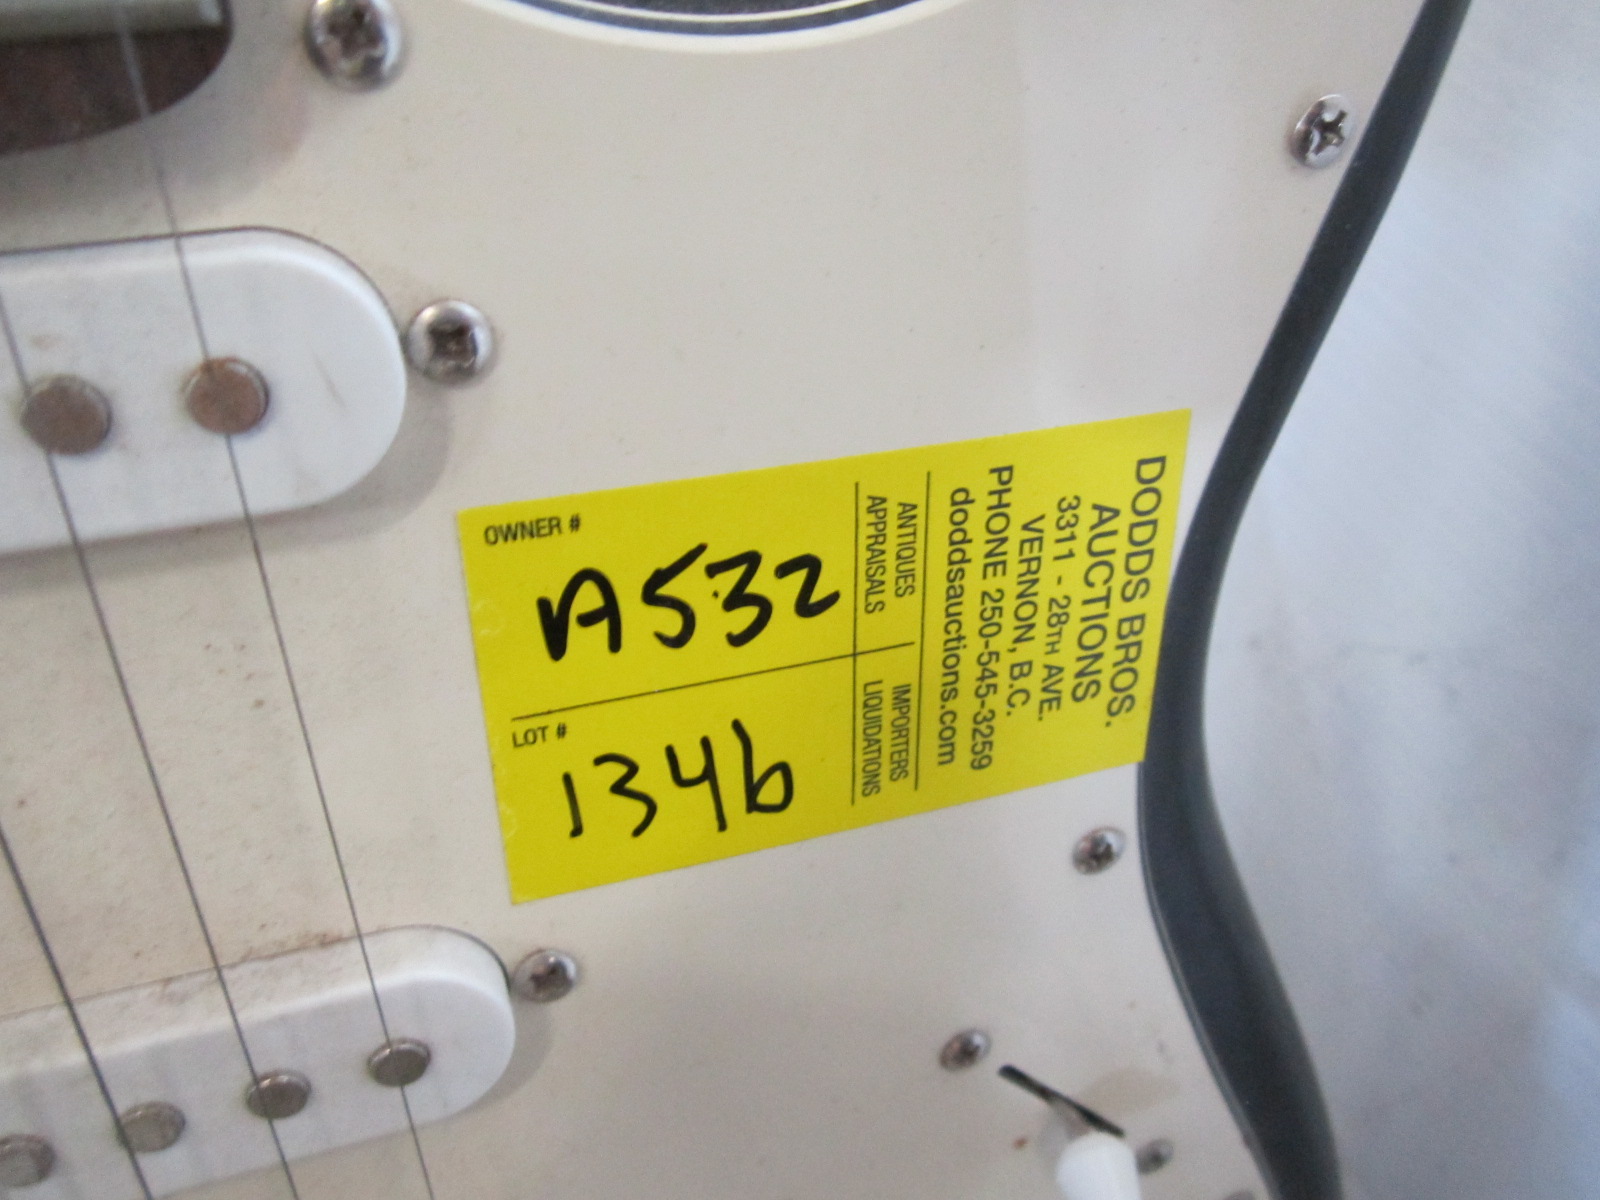 DODDS BROS.
AUCTIONS
3311 - 28TH AVE.
VERNON, B.C.
PHONE 250-545-3259
doddsauctions.com
ANTIQUES IMPORTERS
APPRAISALS LIQUIDATIONS
OWNER #
A532
LOT #
134b